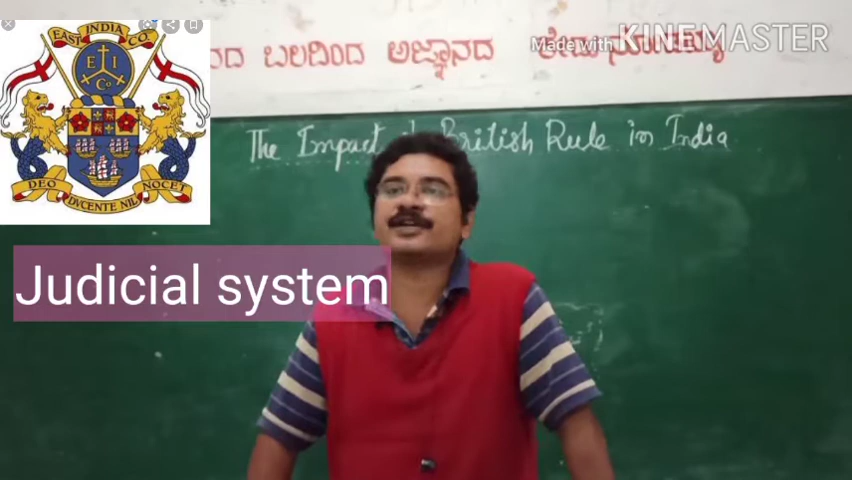 EAST INDIA CO.
E I
Co
DEO DVCENTE NIL NOCET
ಬಲದಿಂದ ಅಜ್ಞಾನದ
Made with KINEMASTER
The Impact British Rule in India
Judicial system